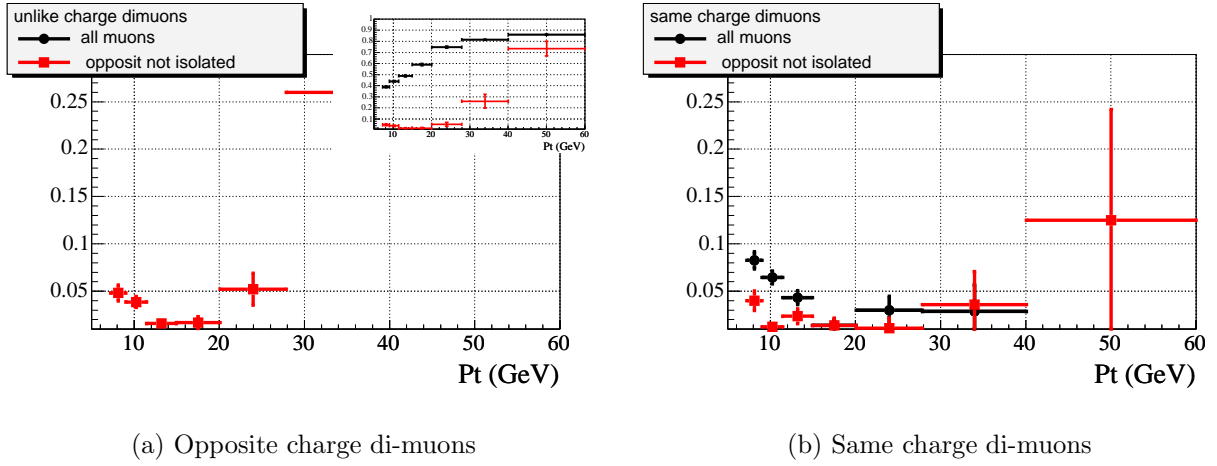 unlike charge dimuons
all muons
opposit not isolated
0.25
0.2
0.15
0.1
0.05
10 20 30 40 50 60
Pt (GeV)
1
0.9
0.8
0.7
0.6
0.5
0.4
0.3
0.2
0.1
10 20 30 40 50 60
Pt (GeV)
(a) Opposite charge di-muons
same charge dimuons
all muons
opposit not isolated
0.25
0.2
0.15
0.1
0.05
10 20 30 40 50 60
Pt (GeV)
(b) Same charge di-muons